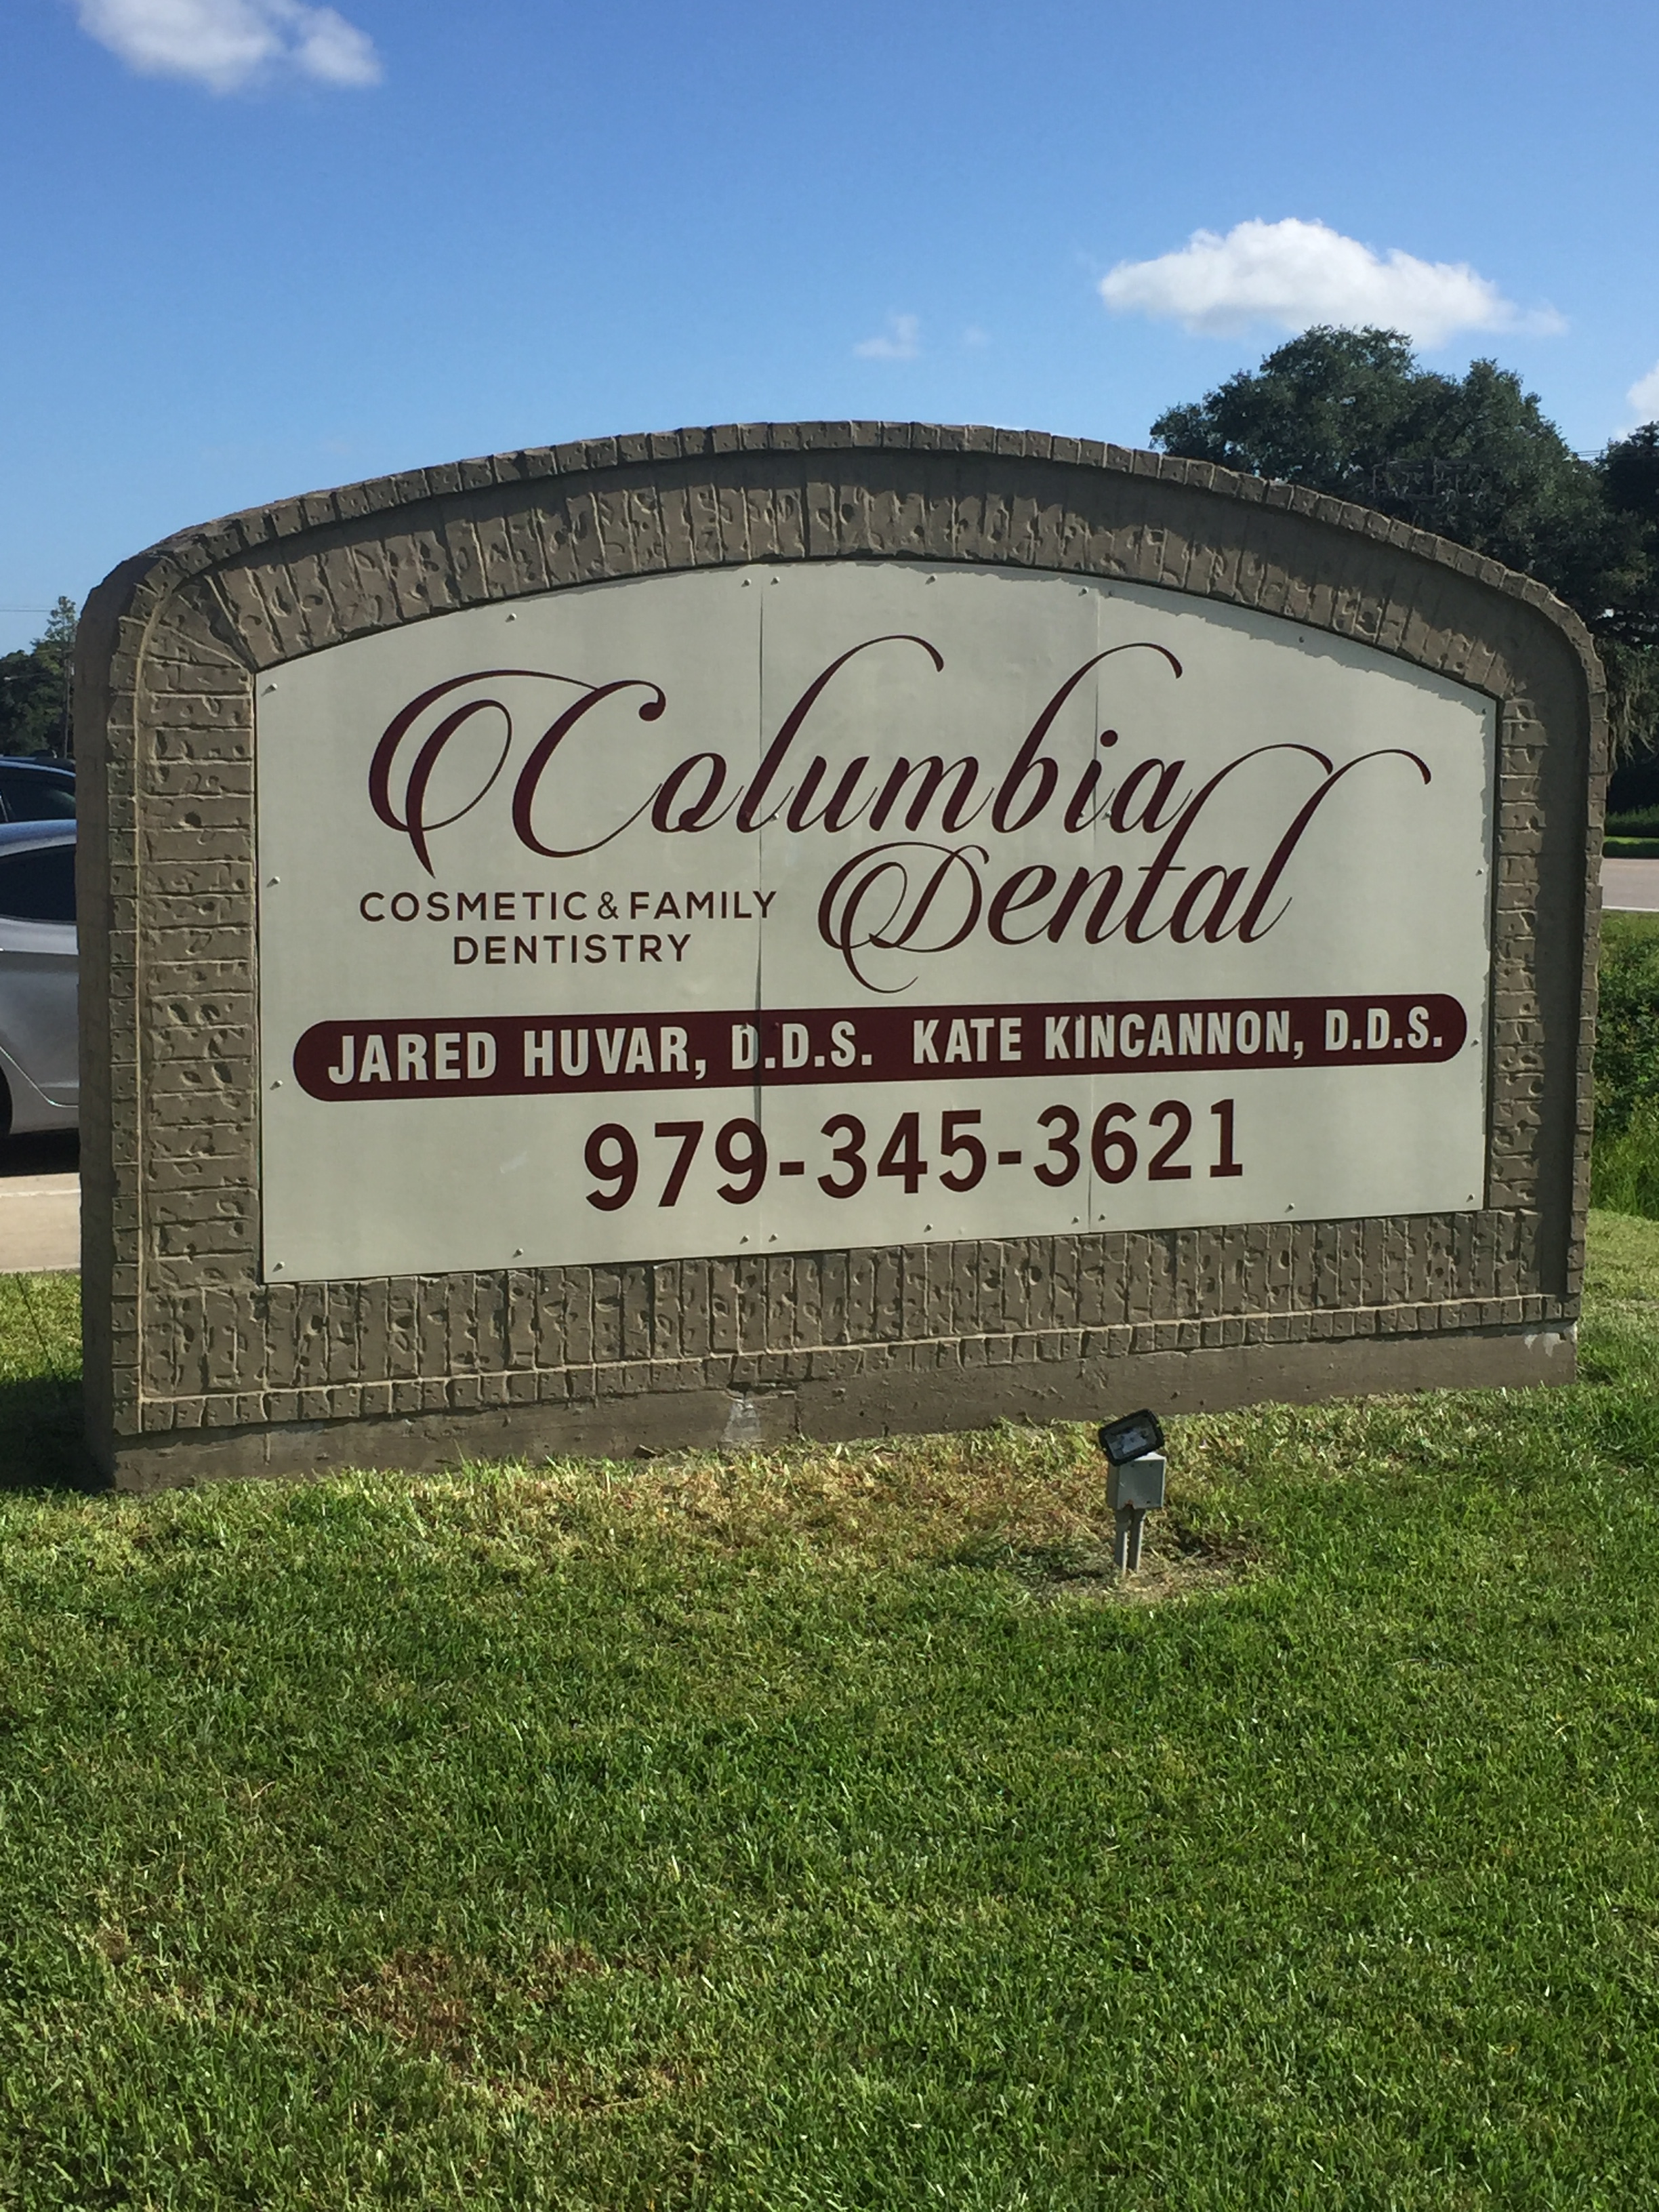 Columbia
Dental
COSMETIC & FAMILY
DENTISTRY
JARED HUVAR, D.D.S. KATE KINCANNON, D.D.S.
979-345-3621